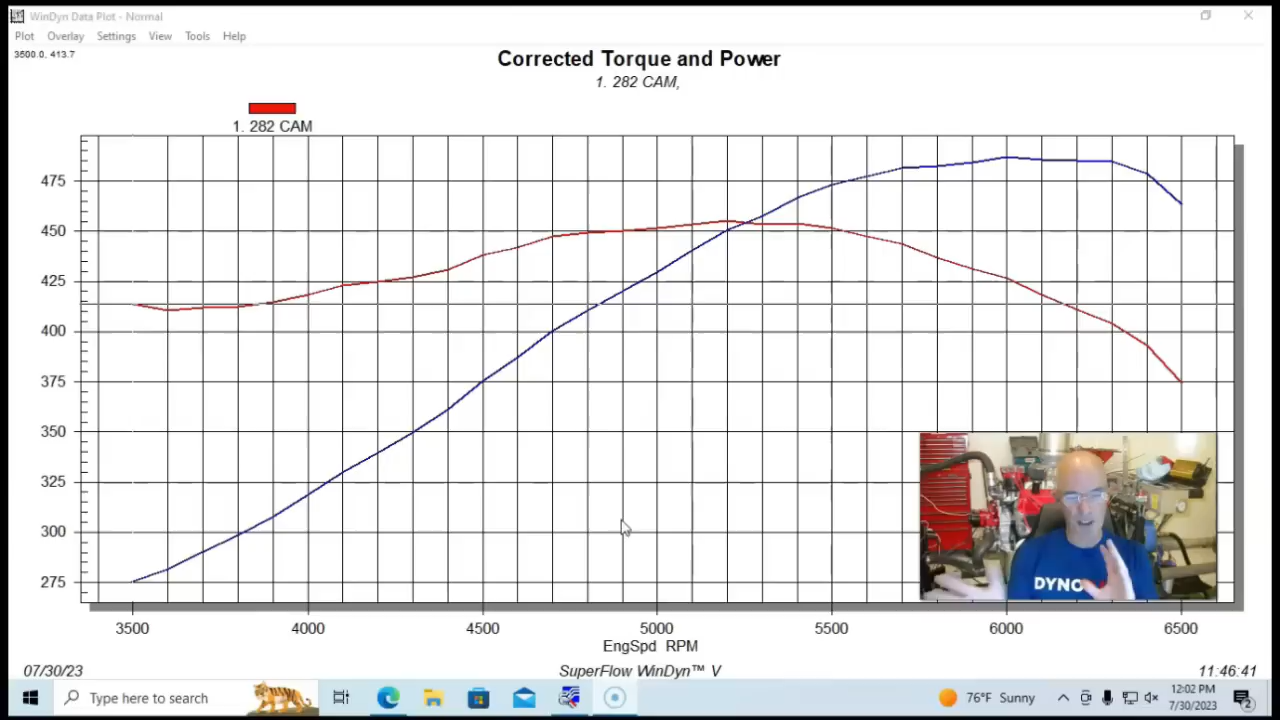 WinDyn Data Plot - Normal
Plot Overlay Settings View Tools Help
3500.0, 413.7
Corrected Torque and Power
1. 282 CAM,
1. 282 CAM
475
450
425
400
375
350
325
300
275
DYNO
3500 4000 4500 5000 5500 6000 6500
EngSpd RPM
07/30/23 SuperFlow WinDyn™ V 11:46:41
Type here to search 76°F Sunny 12:02 PM
7/30/2023
2